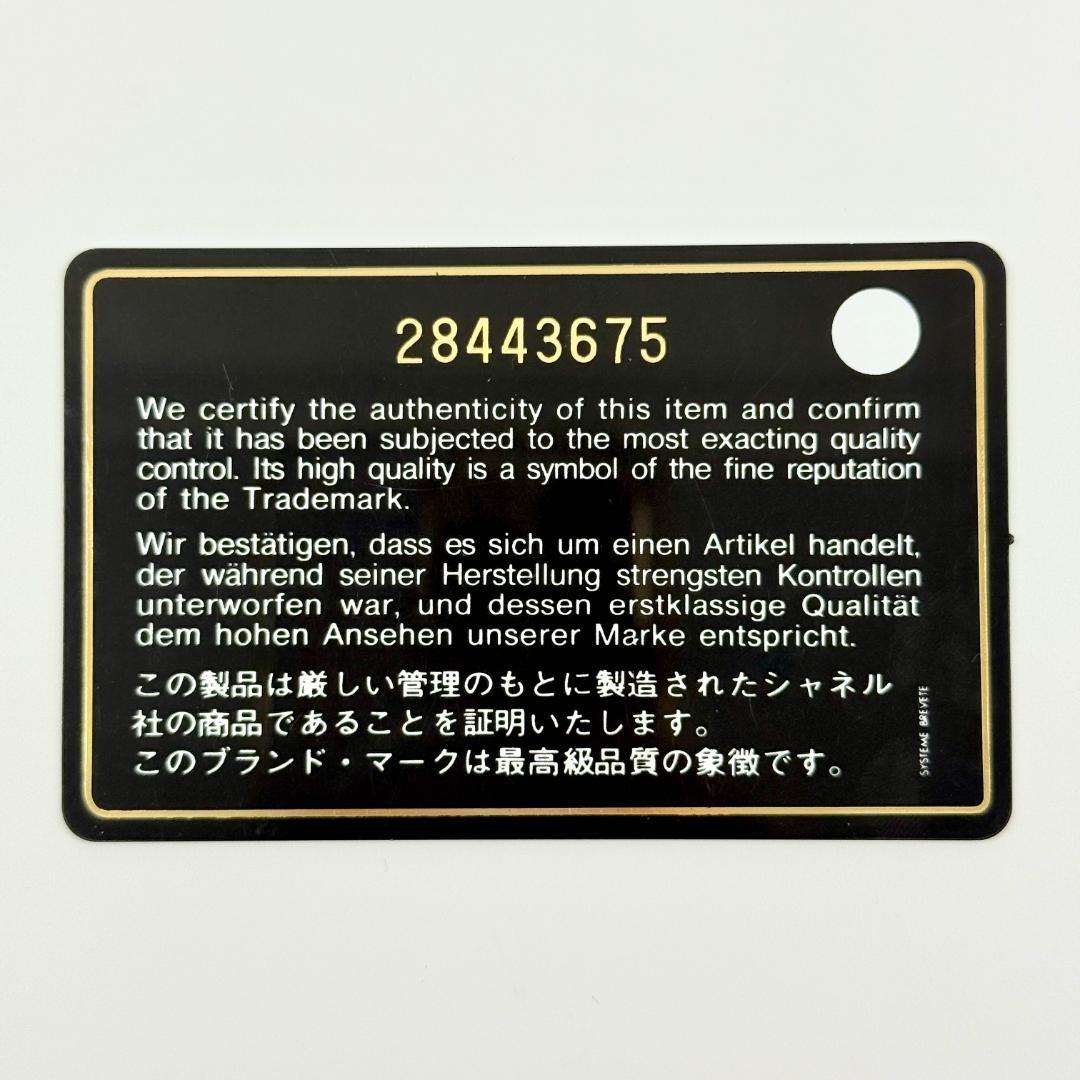 28443675
We certify the authenticity of this item and confirm
that it has been subjected to the most exacting quality
control. Its high quality is a symbol of the fine reputation
of the Trademark.
Wir bestätigen, dass es sich um einen Artikel handelt,
der während seiner Herstellung strengsten Kontrollen
unterworfen war, und dessen erstklassige Qualität
dem hohen Ansehen unserer Marke entspricht.
この製品は厳しい管理のもとに製造されたシャネル
社の商品であることを証明いたします。
このブランド・マークは最高級品質の象徴です。
SYSTEME BREVETE